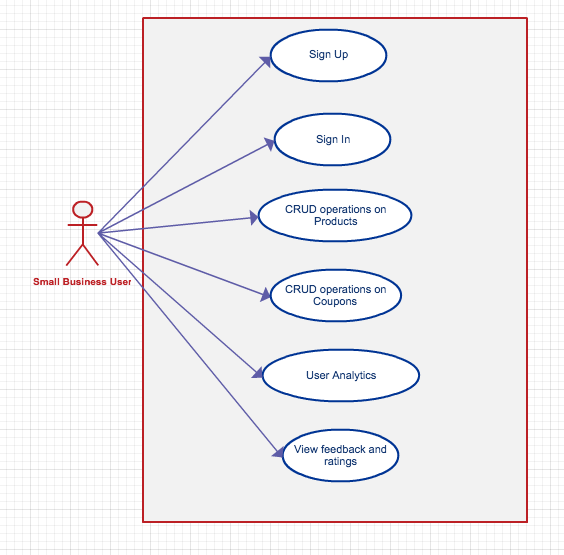 Sign Up
Sign In
CRUD operations on
Products
Small Business User
CRUD operations on
Coupons
User Analytics
View feedback and
ratings